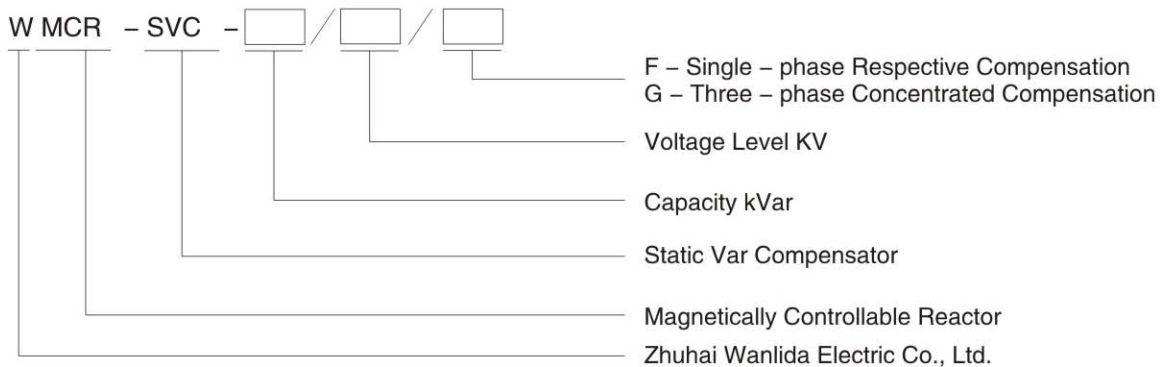 W MCR – SVC – / /
F – Single – phase Respective Compensation
G – Three – phase Concentrated Compensation
Voltage Level KV
Capacity kVar
Static Var Compensator
Magnetically Controllable Reactor
Zhuhai Wanlida Electric Co., Ltd.